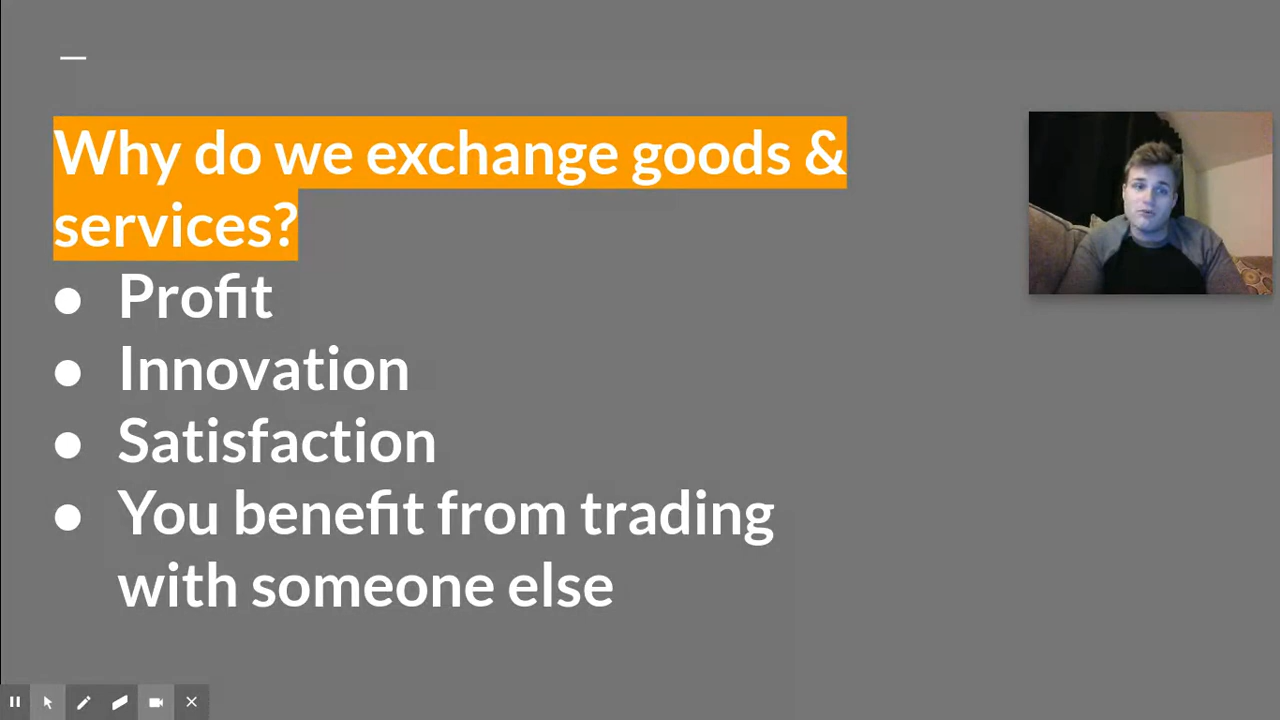 Why do we exchange goods &
services?
● Profit
● Innovation
● Satisfaction
● You benefit from trading
with someone else